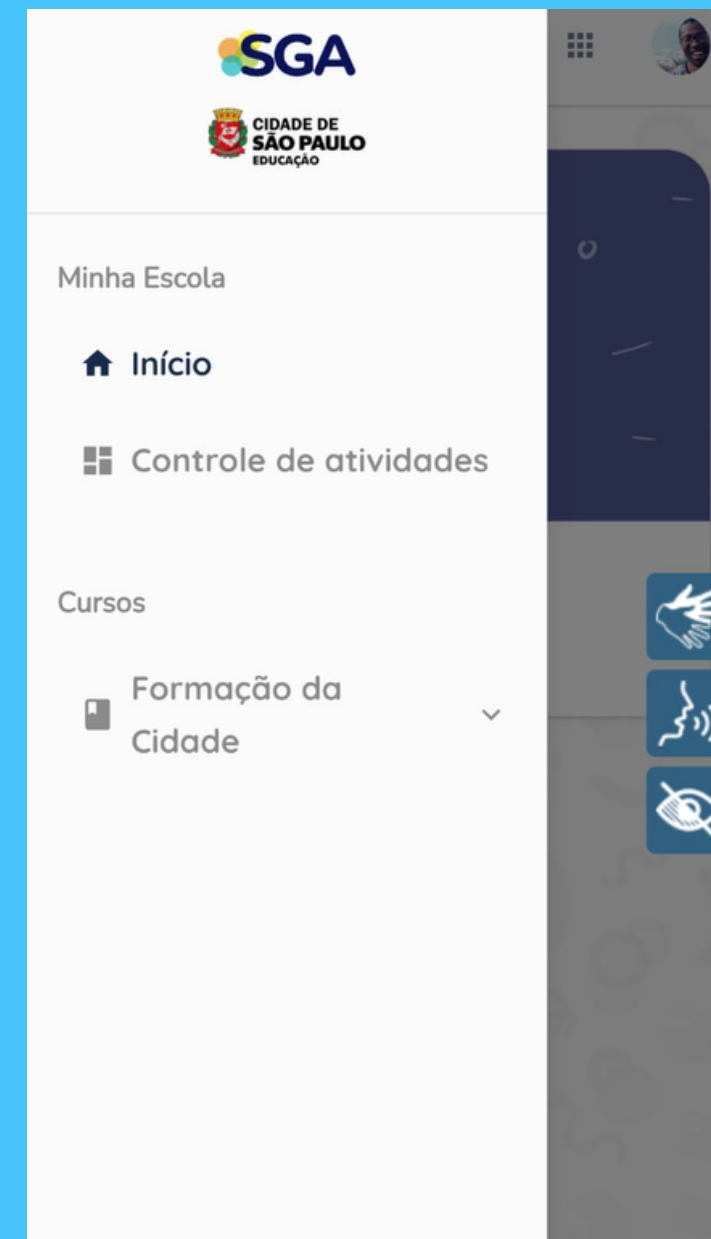 SGA
CIDADE DE
SÃO PAULO
EDUCAÇÃO
Minha Escola
Início
Controle de atividades
Cursos
Formação da
Cidade